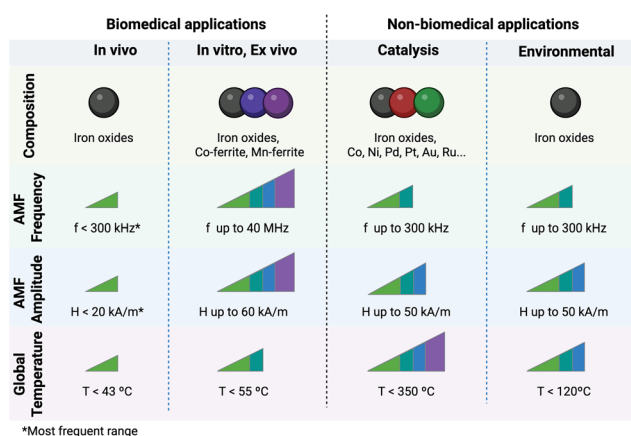 Biomedical applications
Non-biomedical applications
In vivo
In vitro, Ex vivo
Catalysis
Environmental
Composition
Iron oxides
Iron oxides,
Co-ferrite, Mn-ferrite
Iron oxides,
Co, Ni, Pd, Pt, Au, Ru...
Iron oxides
AMF
Frequency
f < 300 kHz*
f up to 40 MHz
f up to 300 kHz
f up to 300 kHz
AMF
Amplitude
H < 20 kA/m*
H up to 60 kA/m
H up to 50 kA/m
H up to 50 kA/m
Global
Temperature
T < 43 ºC
T < 55 ºC
T < 350 ºC
T < 120ºC
*Most frequent range